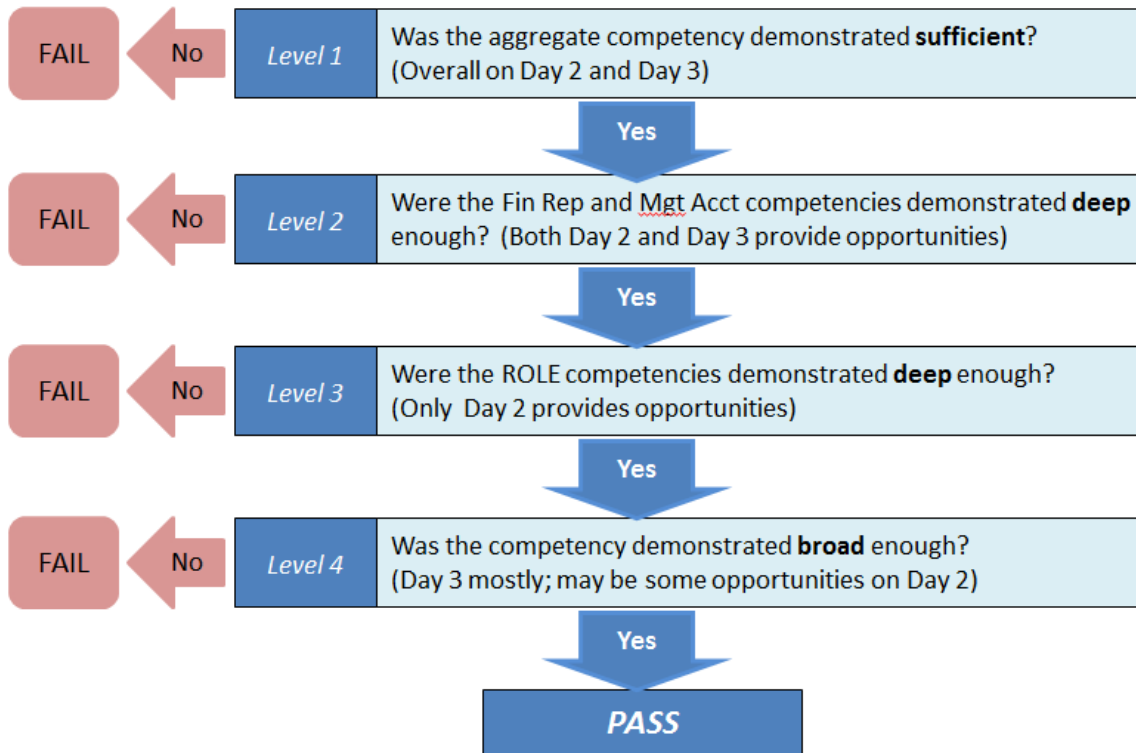 FAIL
No
Level 1
Was the aggregate competency demonstrated sufficient?
(Overall on Day 2 and Day 3)
Yes
FAIL
No
Level 2
Were the Fin Rep and Mgt Acct competencies demonstrated deep
enough? (Both Day 2 and Day 3 provide opportunities)
Yes
FAIL
No
Level 3
Were the ROLE competencies demonstrated deep enough?
(Only Day 2 provides opportunities)
Yes
FAIL
No
Level 4
Was the competency demonstrated broad enough?
(Day 3 mostly; may be some opportunities on Day 2)
Yes
PASS